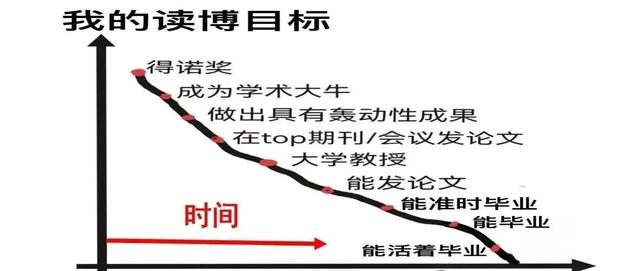 我的读博目标
得诺奖
成为学术大牛
做出具有轰动性成果
在top期刊/会议发论文
大学教授
能发论文
能准时毕业
能毕业
能活着毕业
时间